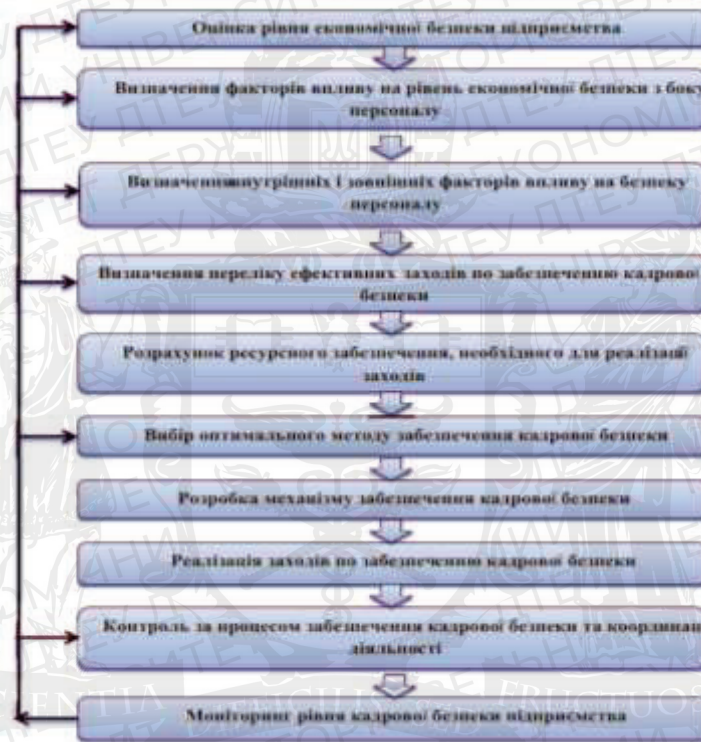 Оцінка рівня економічної безпеки підприємства
Визначення факторів впливу на рівень економічної безпеки з боку
персоналу
Визначеннявнутрішніх і зовнішніх факторів впливу на безпеку
персоналу
Визначення переліку ефективних заходів по забезпеченню кадрової
безпеки
Розрахунок ресурсного забезпечення, необхідного для реалізації
заходів
Вибір оптимального методу забезпечення кадрової безпеки
Розробка механізму забезпечення кадрової безпеки
Реалізація заходів по забезпеченню кадрової безпеки
Контроль за процесом забезпечення кадрової безпеки та координац
діяльності
Моніторинг рівня кадрової безпеки підприємства